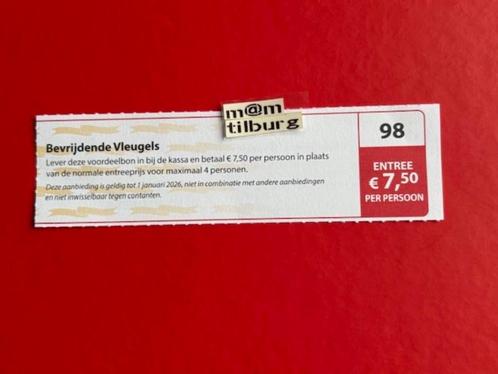 m@m
tilburg
Bevrijdende Vleugels
Lever deze voordeelbon in bij de kassa en betaal € 7,50 per persoon in plaats
van de normale entreeprijs voor maximaal 4 personen.
Deze aanbieding is geldig tot 1 januari 2026, niet in combinatie met andere aanbiedingen
en niet inwisselbaar tegen contanten.
98
ENTREE
€ 7,50
PER PERSOON